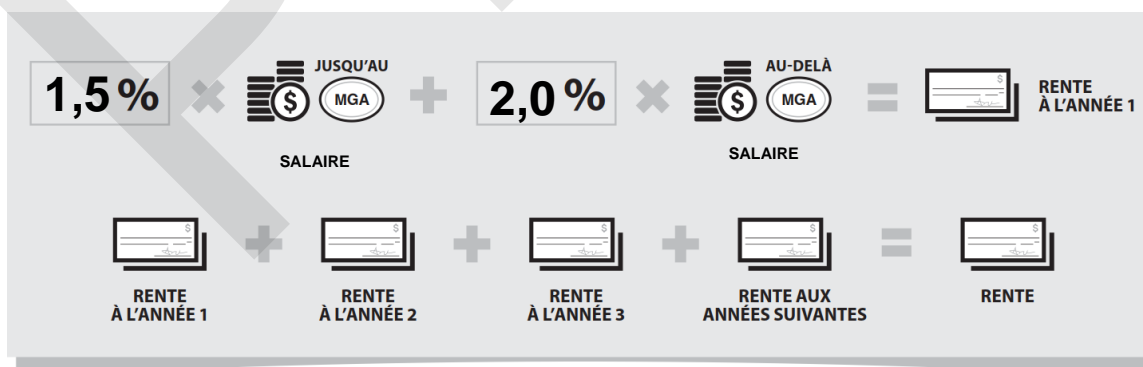 1,5 % × $ JUSQU'AU MGA + 2,0 % × $ AU-DELÀ MGA = $ RENTE
À L'ANNÉE 1
SALAIRE SALAIRE
$ + $ + $ + $ = $
RENTE RENTE RENTE RENTE AUX RENTE
À L'ANNÉE 1 À L'ANNÉE 2 À L'ANNÉE 3 ANNÉES SUIVANTES